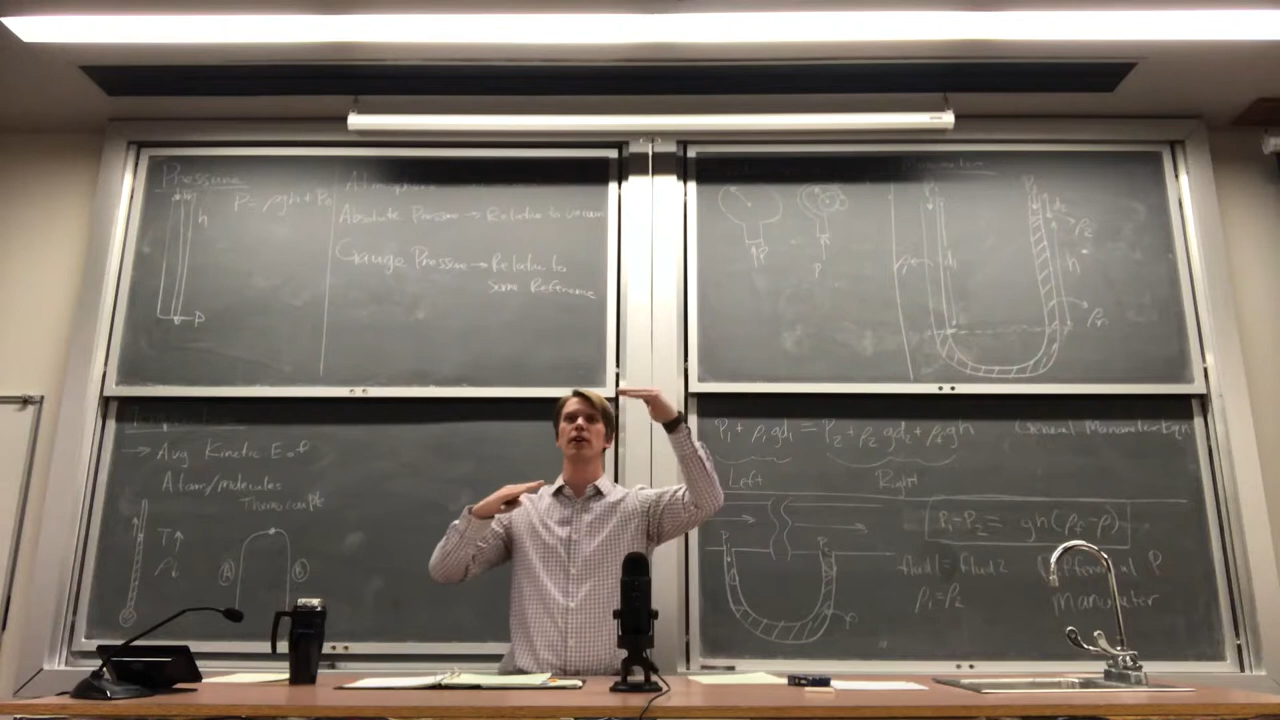 Pressure
h
P = ρgh + P₀
P
Absolute Pressure → Relative to vacuum
Gauge Pressure → Relative to
Some Reference
P
P
Manometer
P₁
P₂
d₁
d₂
ρ₁
ρ₂
h
→ Avg Kinetic E of
Atom/molecules
Thermocouple
T↑
ρ↓
A
B
P₁ + ρ₁gd₁ = P₂ + ρ₂gd₂ + ρfgh
General Manometer Eqn
Left
Right
P₁-P₂ = gh(ρf-ρ)
fluid 1 = fluid 2
ρ₁=ρ₂
Differential P
manometer
P₁
P₂